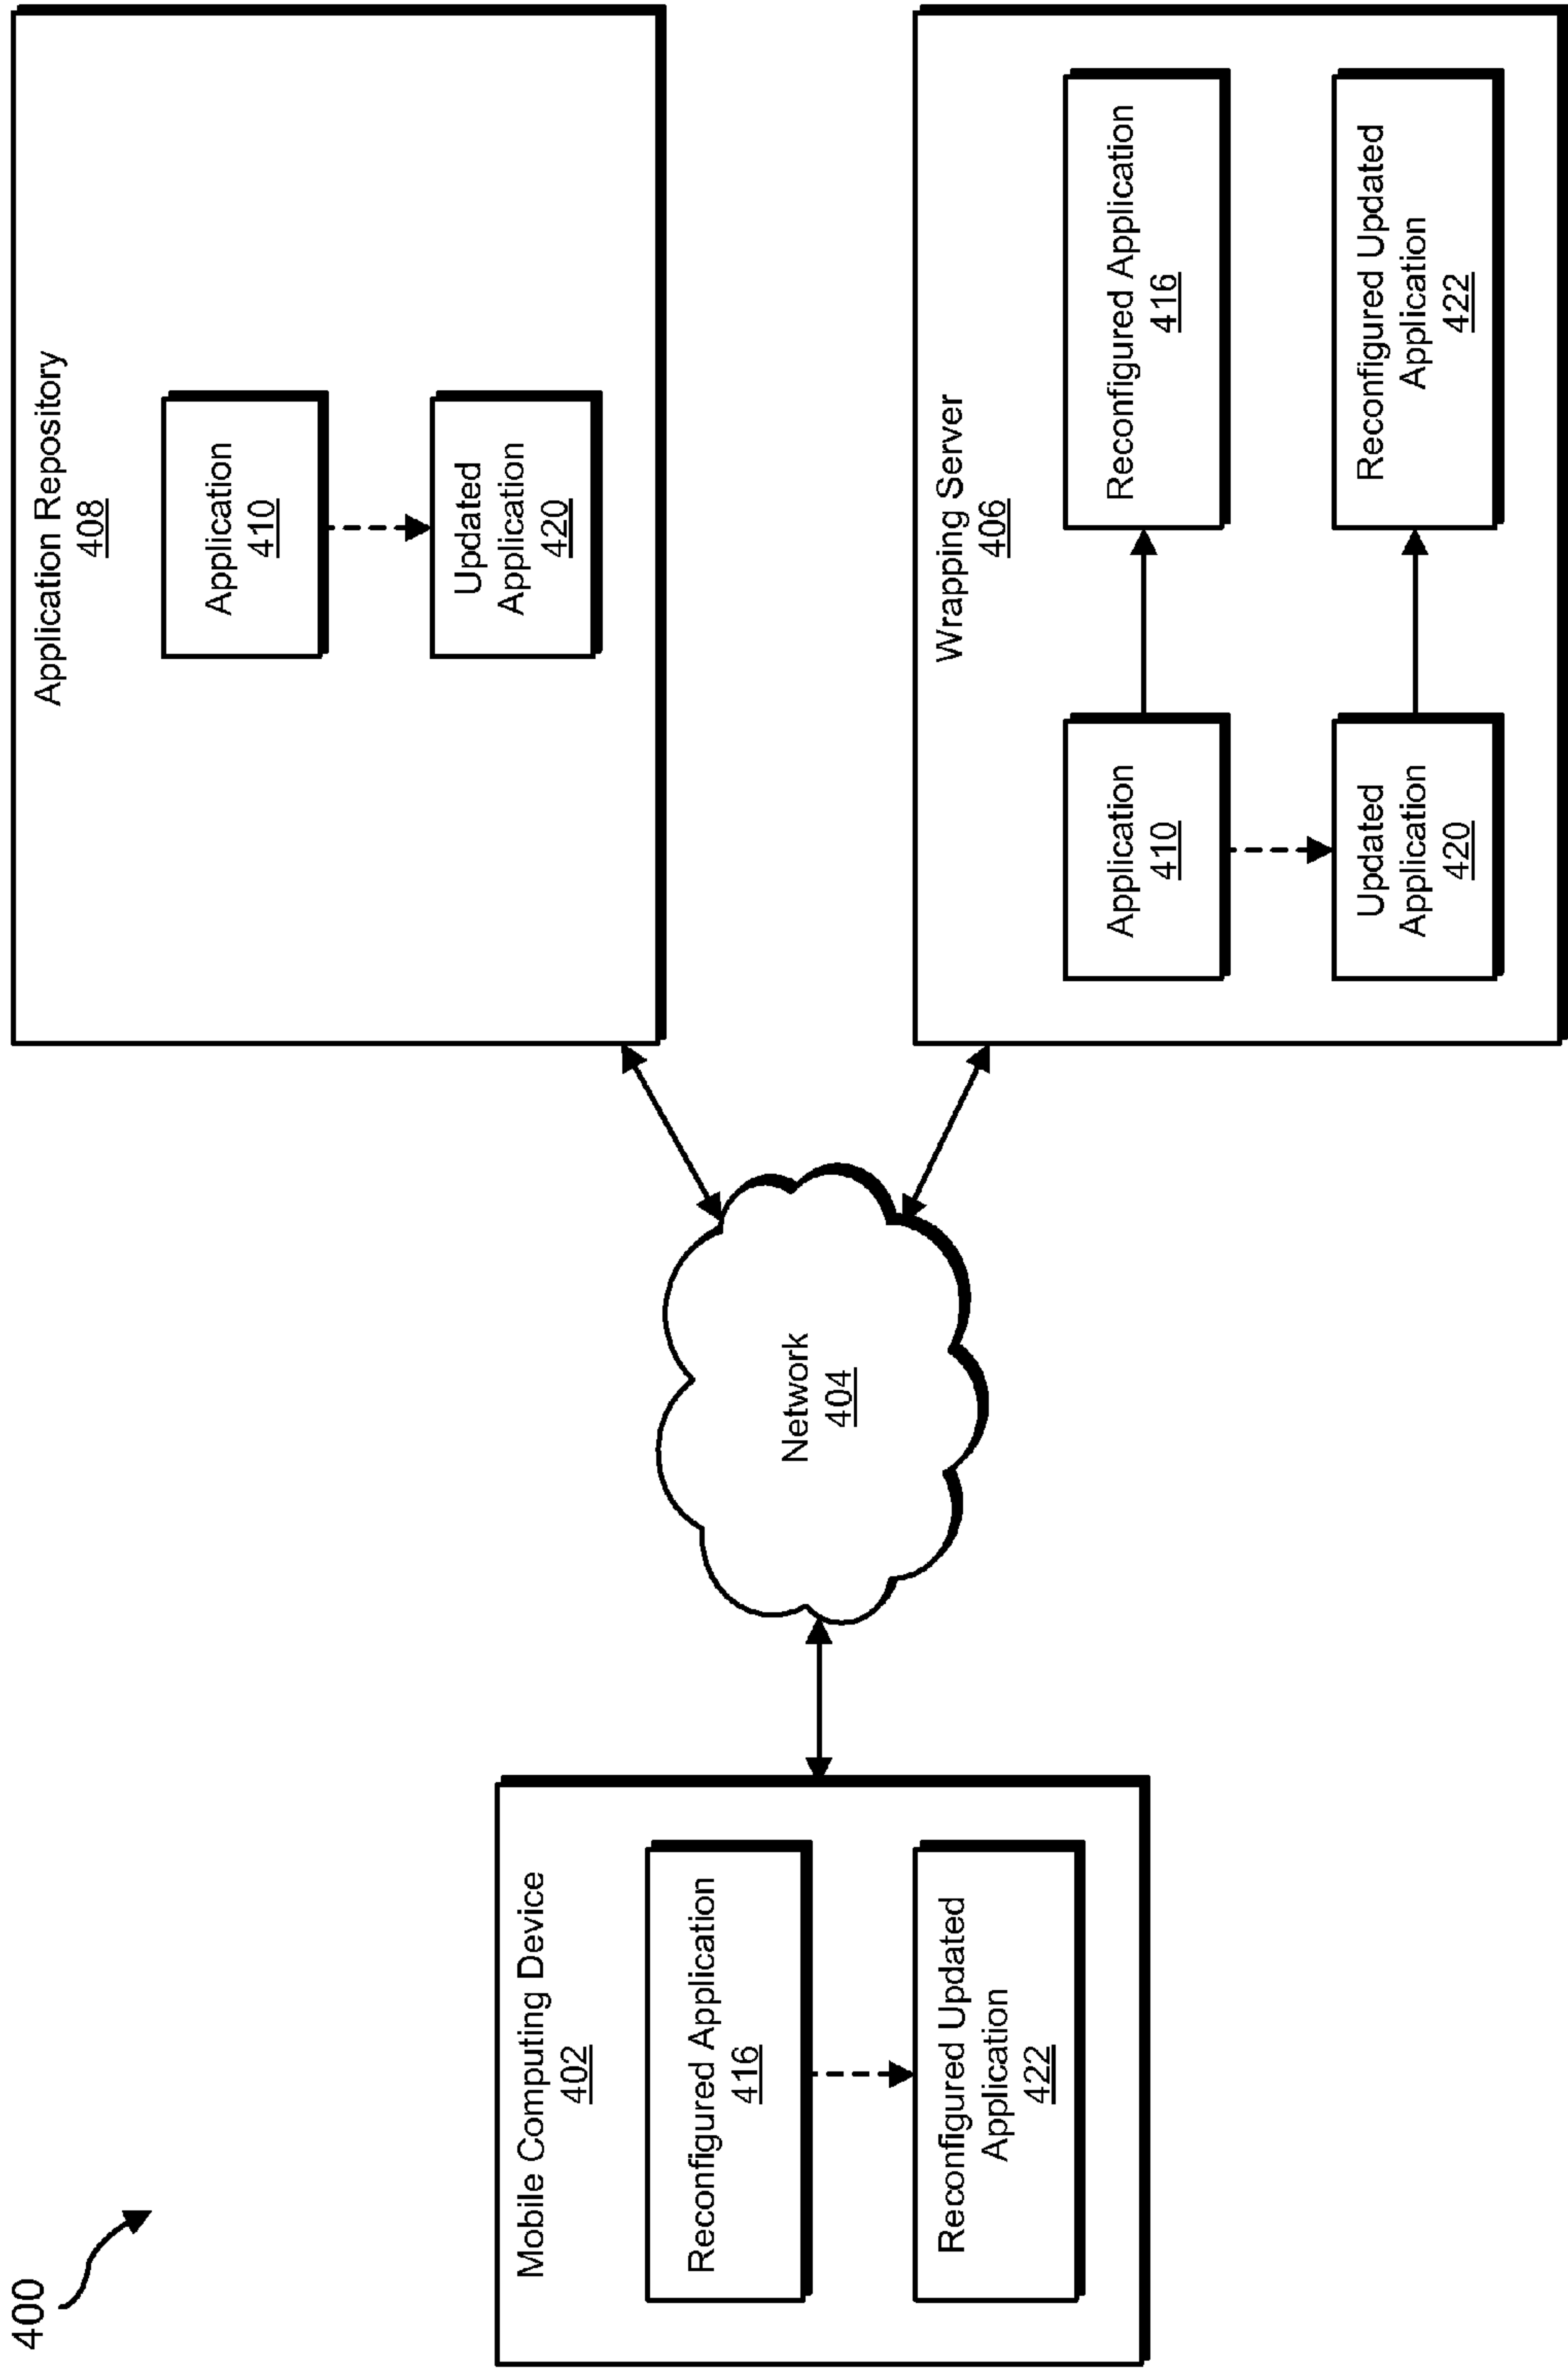 400
Mobile Computing Device
402
Reconfigured Application
416
Reconfigured Updated
Application
422
Network
404
Application Repository
408
Application
410
Updated
Application
420
Wrapping Server
406
Application
410
Reconfigured Application
416
Updated
Application
420
Reconfigured Updated
Application
422